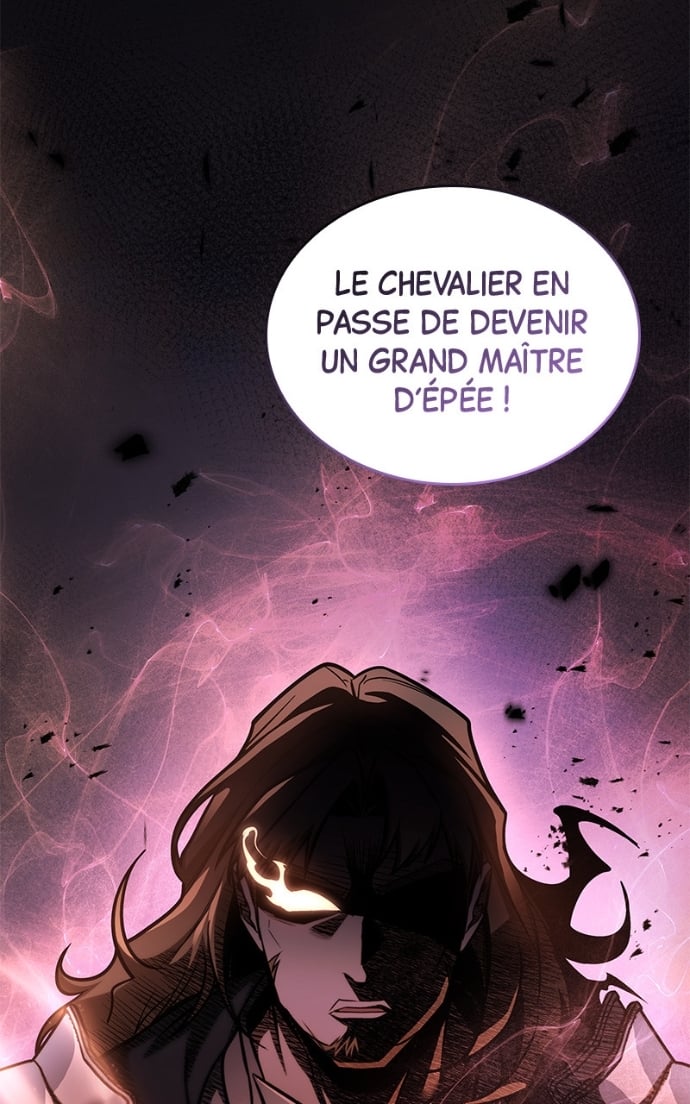 LE CHEVALIER EN
PASSE DE DEVENIR
UN GRAND MAÎTRE
D'ÉPÉE !